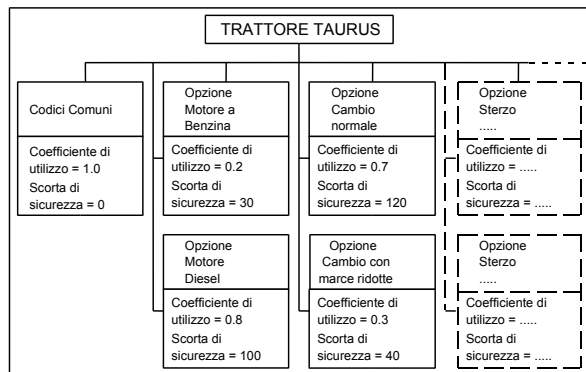 TRATTORE TAURUS
Codici Comuni
Coefficiente di
utilizzo = 1.0
Scorta di
sicurezza = 0
Opzione
Motore a
Benzina
Coefficiente di
utilizzo = 0.2
Scorta di
sicurezza = 30
Opzione
Cambio
normale
Coefficiente di
utilizzo = 0.7
Scorta di
sicurezza = 120
Opzione
Sterzo
.....
Coefficiente di
utilizzo = .....
Scorta di
sicurezza = .....
Opzione
Motore
Diesel
Coefficiente di
utilizzo = 0.8
Scorta di
sicurezza = 100
Opzione
Cambio con
marce ridotte
Coefficiente di
utilizzo = 0.3
Scorta di
sicurezza = 40
Opzione
Sterzo
.....
Coefficiente di
utilizzo = .....
Scorta di
sicurezza = .....